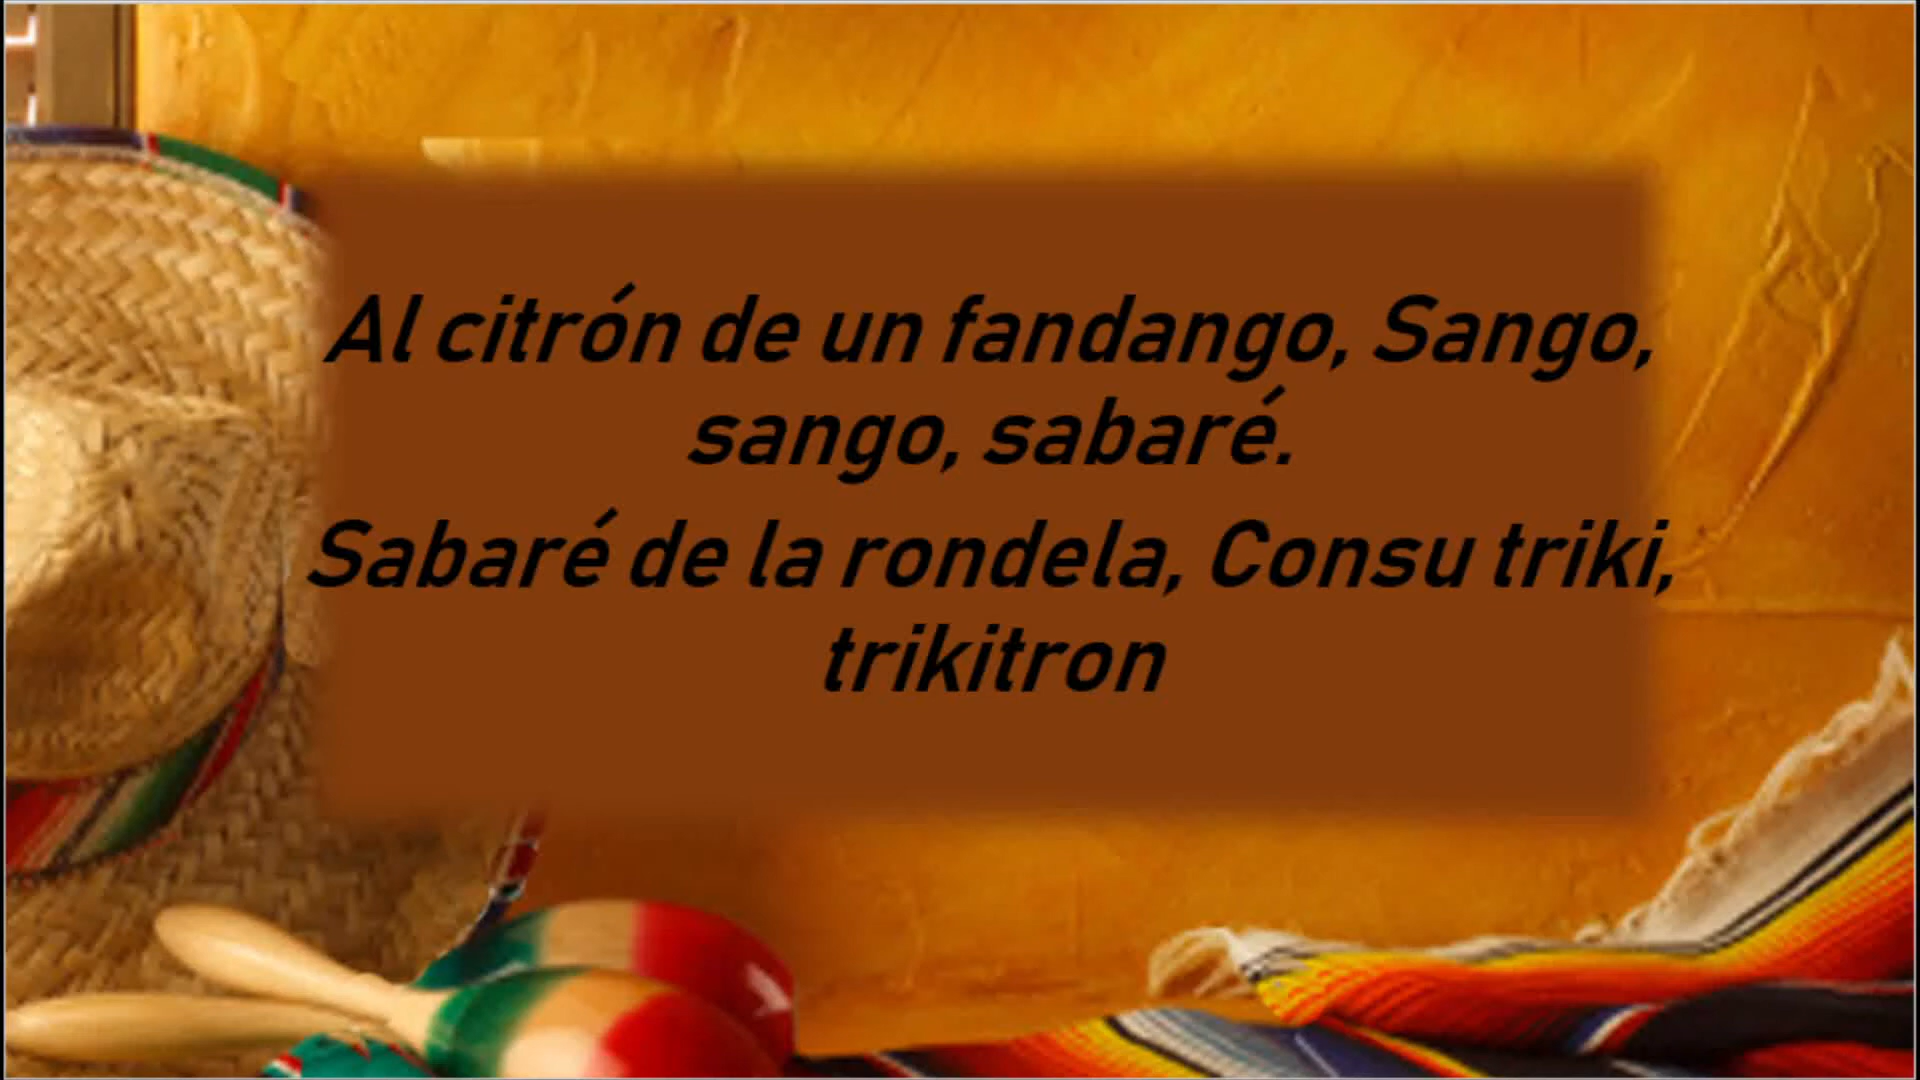 Al citrón de un fandango, Sango,
sango, sabaré.
Sabaré de la rondela, Consu triki,
trikitron